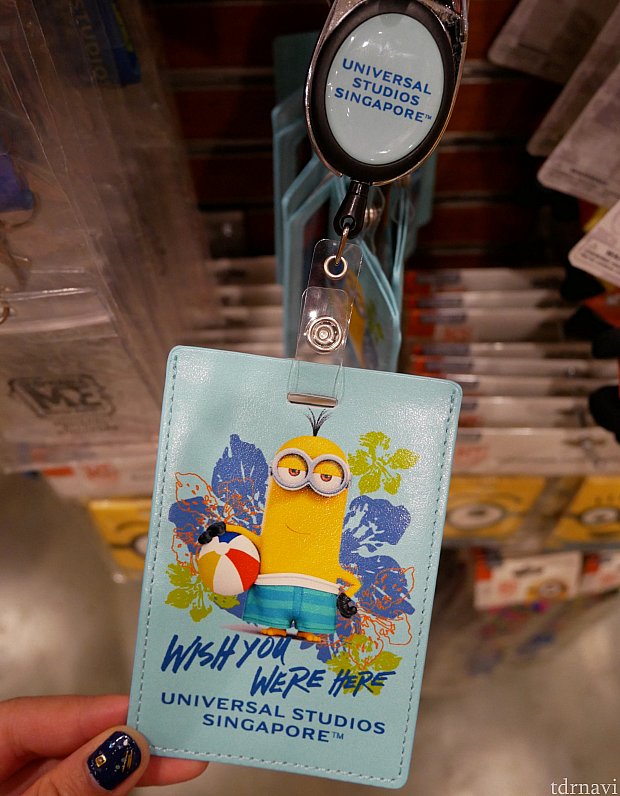 UNIVERSAL
STUDIOS
SINGAPORE™
WISH YOU
WERE HERE
UNIVERSAL STUDIOS
SINGAPORE™
tdrnavi